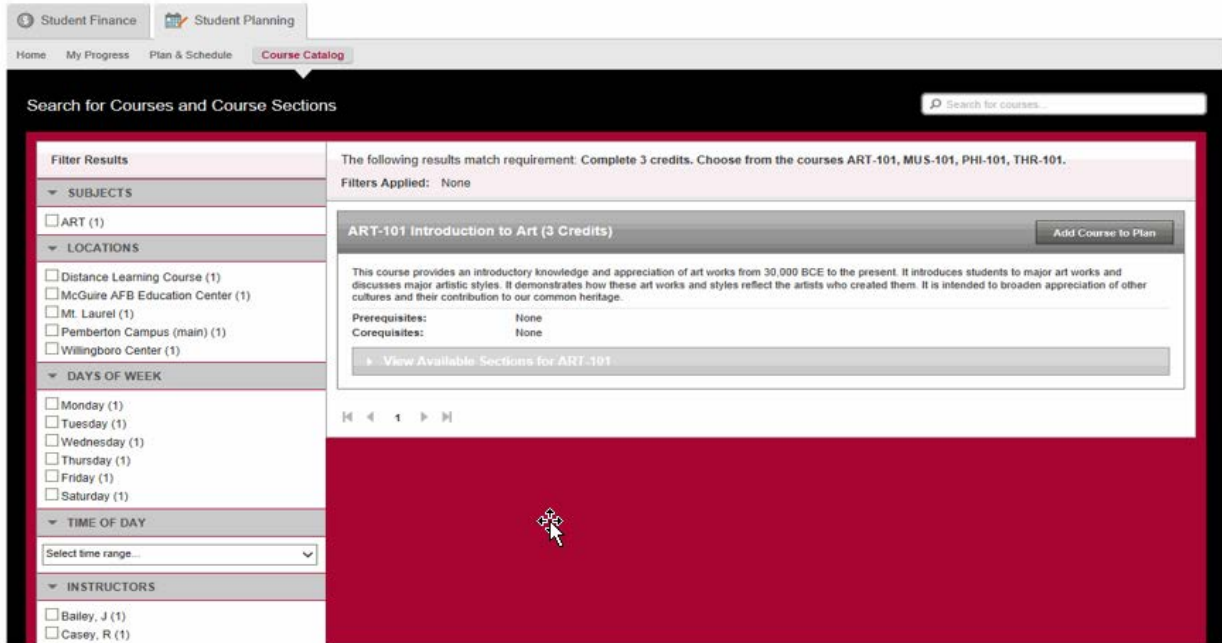 Student Finance
Student Planning
Home
My Progress
Plan & Schedule
Course Catalog
Search for Courses and Course Sections
Search for courses...
Filter Results
SUBJECTS
ART (1)
LOCATIONS
Distance Learning Course (1)
McGuire AFB Education Center (1)
Mt. Laurel (1)
Pemberton Campus (main) (1)
Willingboro Center (1)
DAYS OF WEEK
Monday (1)
Tuesday (1)
Wednesday (1)
Thursday (1)
Friday (1)
Saturday (1)
TIME OF DAY
Select time range...
INSTRUCTORS
Bailey, J (1)
Casey, R (1)
The following results match requirement: Complete 3 credits. Choose from the courses ART-101, MUS-101, PHI-101, THR-101.
Filters Applied: None
ART-101 Introduction to Art (3 Credits)
Add Course to Plan
This course provides an introductory knowledge and appreciation of art works from 30,000 BCE to the present. It introduces students to major art works and
discusses major artistic styles. It demonstrates how these art works and styles reflect the artists who created them. It is intended to broaden appreciation of other
cultures and their contribution to our common heritage.
Prerequisites: None
Corequisites: None
View Available Sections for ART-101
1